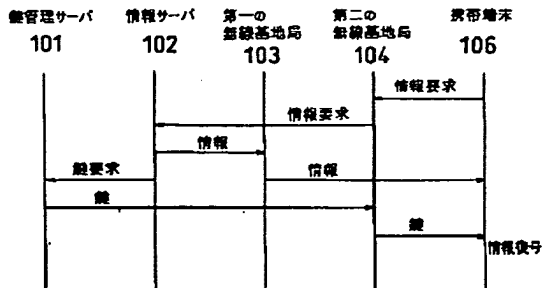 鍵管理サーバ
101
情報サーバ
102
第一の
無線基地局
103
第二の
無線基地局
104
携帯端末
106
情報要求
情報要求
情報
鍵要求
情報
鍵
鍵
情報復号